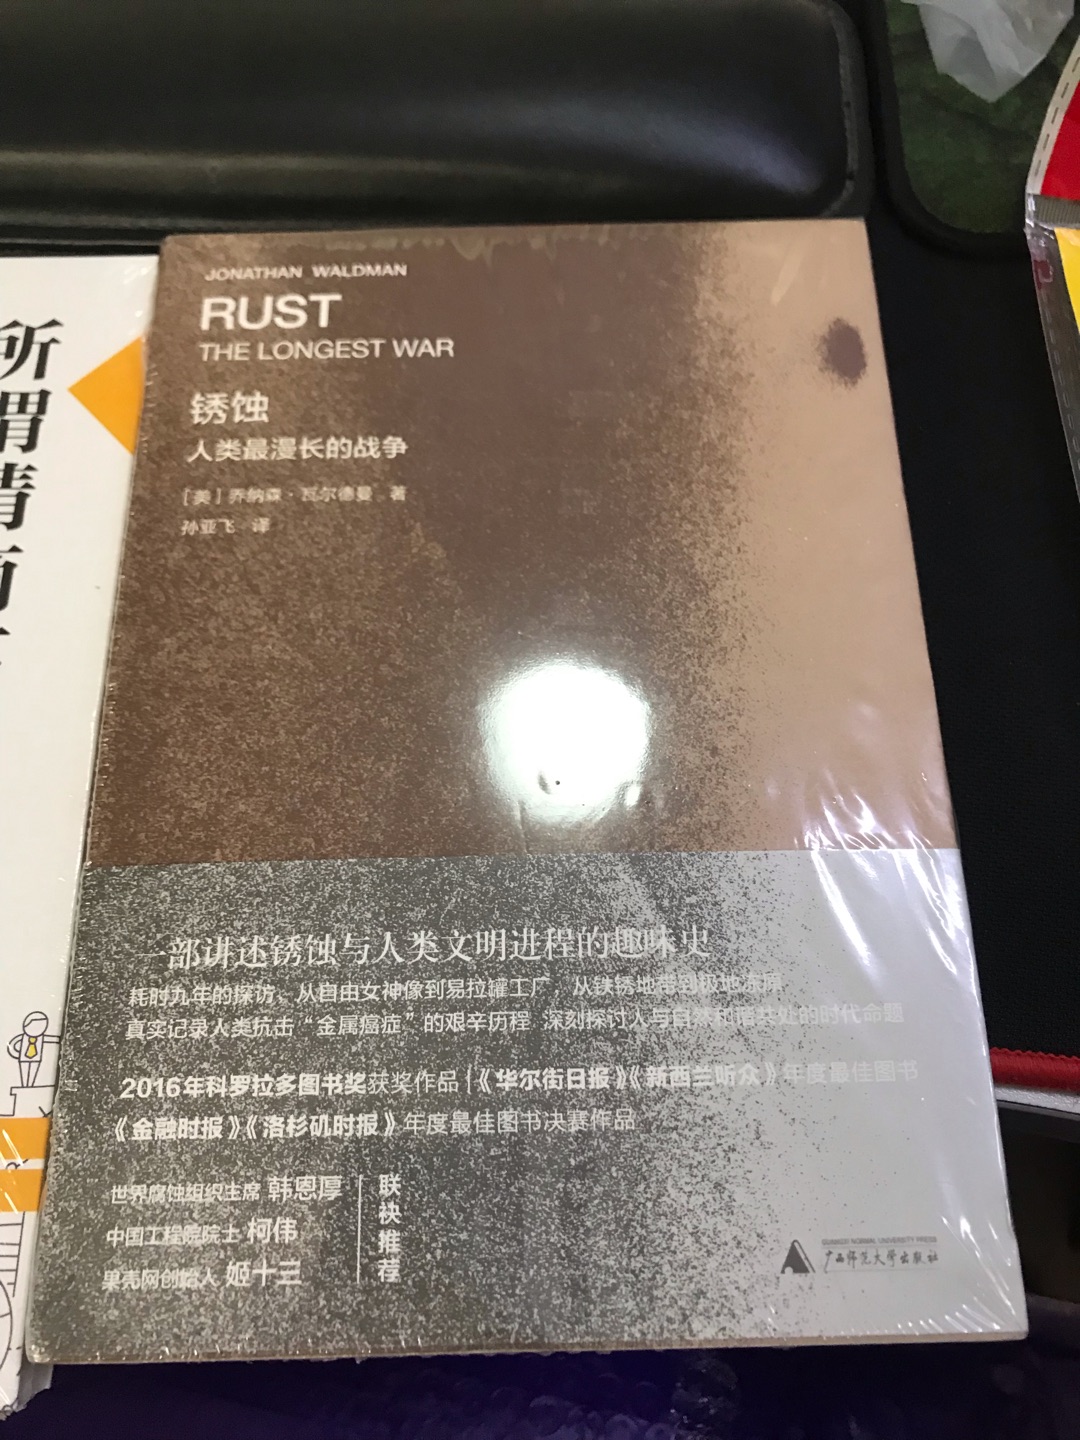 JONATHAN WALDMAN
RUST
THE LONGEST WAR
锈蚀
人类最漫长的战争
[美] 乔纳森·瓦尔德曼 著
孙亚飞 译
一部讲述锈蚀与人类文明进程的趣味史
耗时九年的探访、从自由女神像到易拉罐工厂 从铁锈地带到极地冻原
真实记录人类抗击“金属癌症”的艰辛历程 深刻探讨人与自然和谐共处的时代命题
2016年科罗拉多图书奖获奖作品|《华尔街日报》《新西兰听众》年度最佳图书
《金融时报》《洛杉矶时报》年度最佳图书决赛作品
世界腐蚀组织主席 韩恩厚
中国工程院院士 柯伟
果壳网创始人 姬十三
联袂推荐
GUANGXI NORMAL UNIVERSITY PRESS
广西师范大学出版社
所谓情商